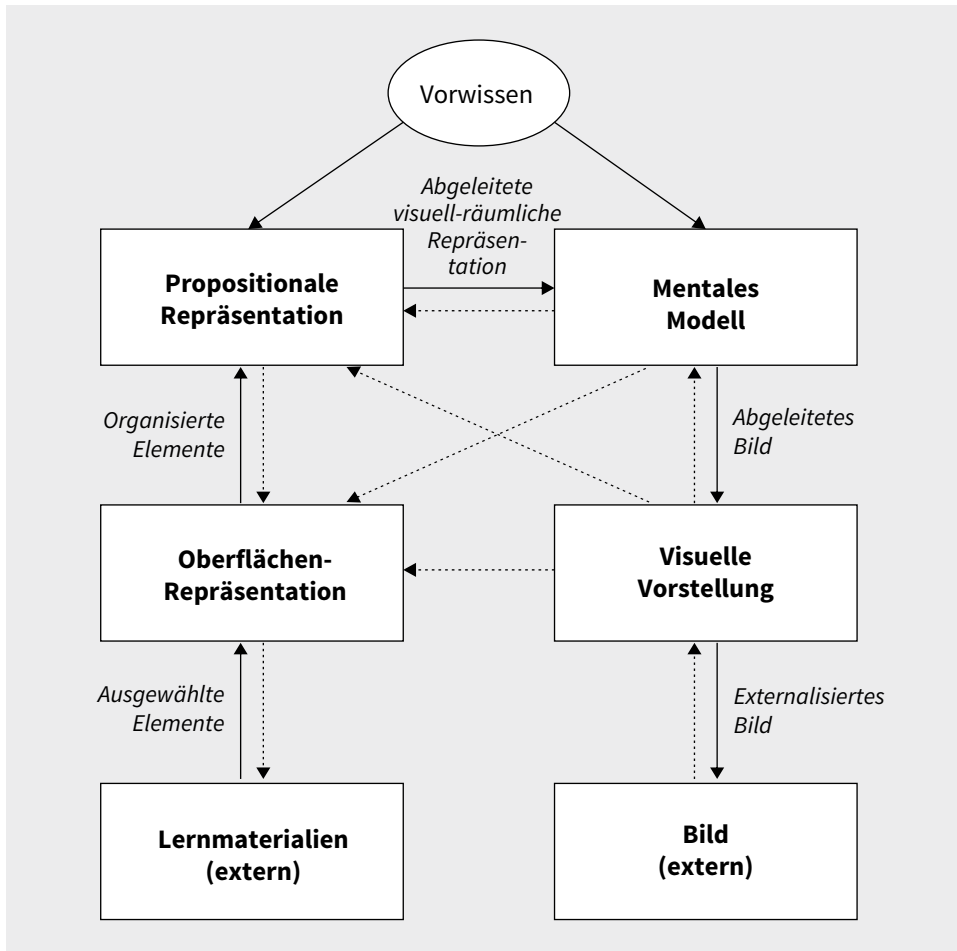 Vorwissen
Abgeleitete
visuell-räumliche
Repräsen-
tation
Propositionale
Repräsentation
Mentales
Modell
Organisierte
Elemente
Abgeleitetes
Bild
Oberflächen-
Repräsentation
Visuelle
Vorstellung
Ausgewählte
Elemente
Externalisiertes
Bild
Lernmaterialien
(extern)
Bild
(extern)